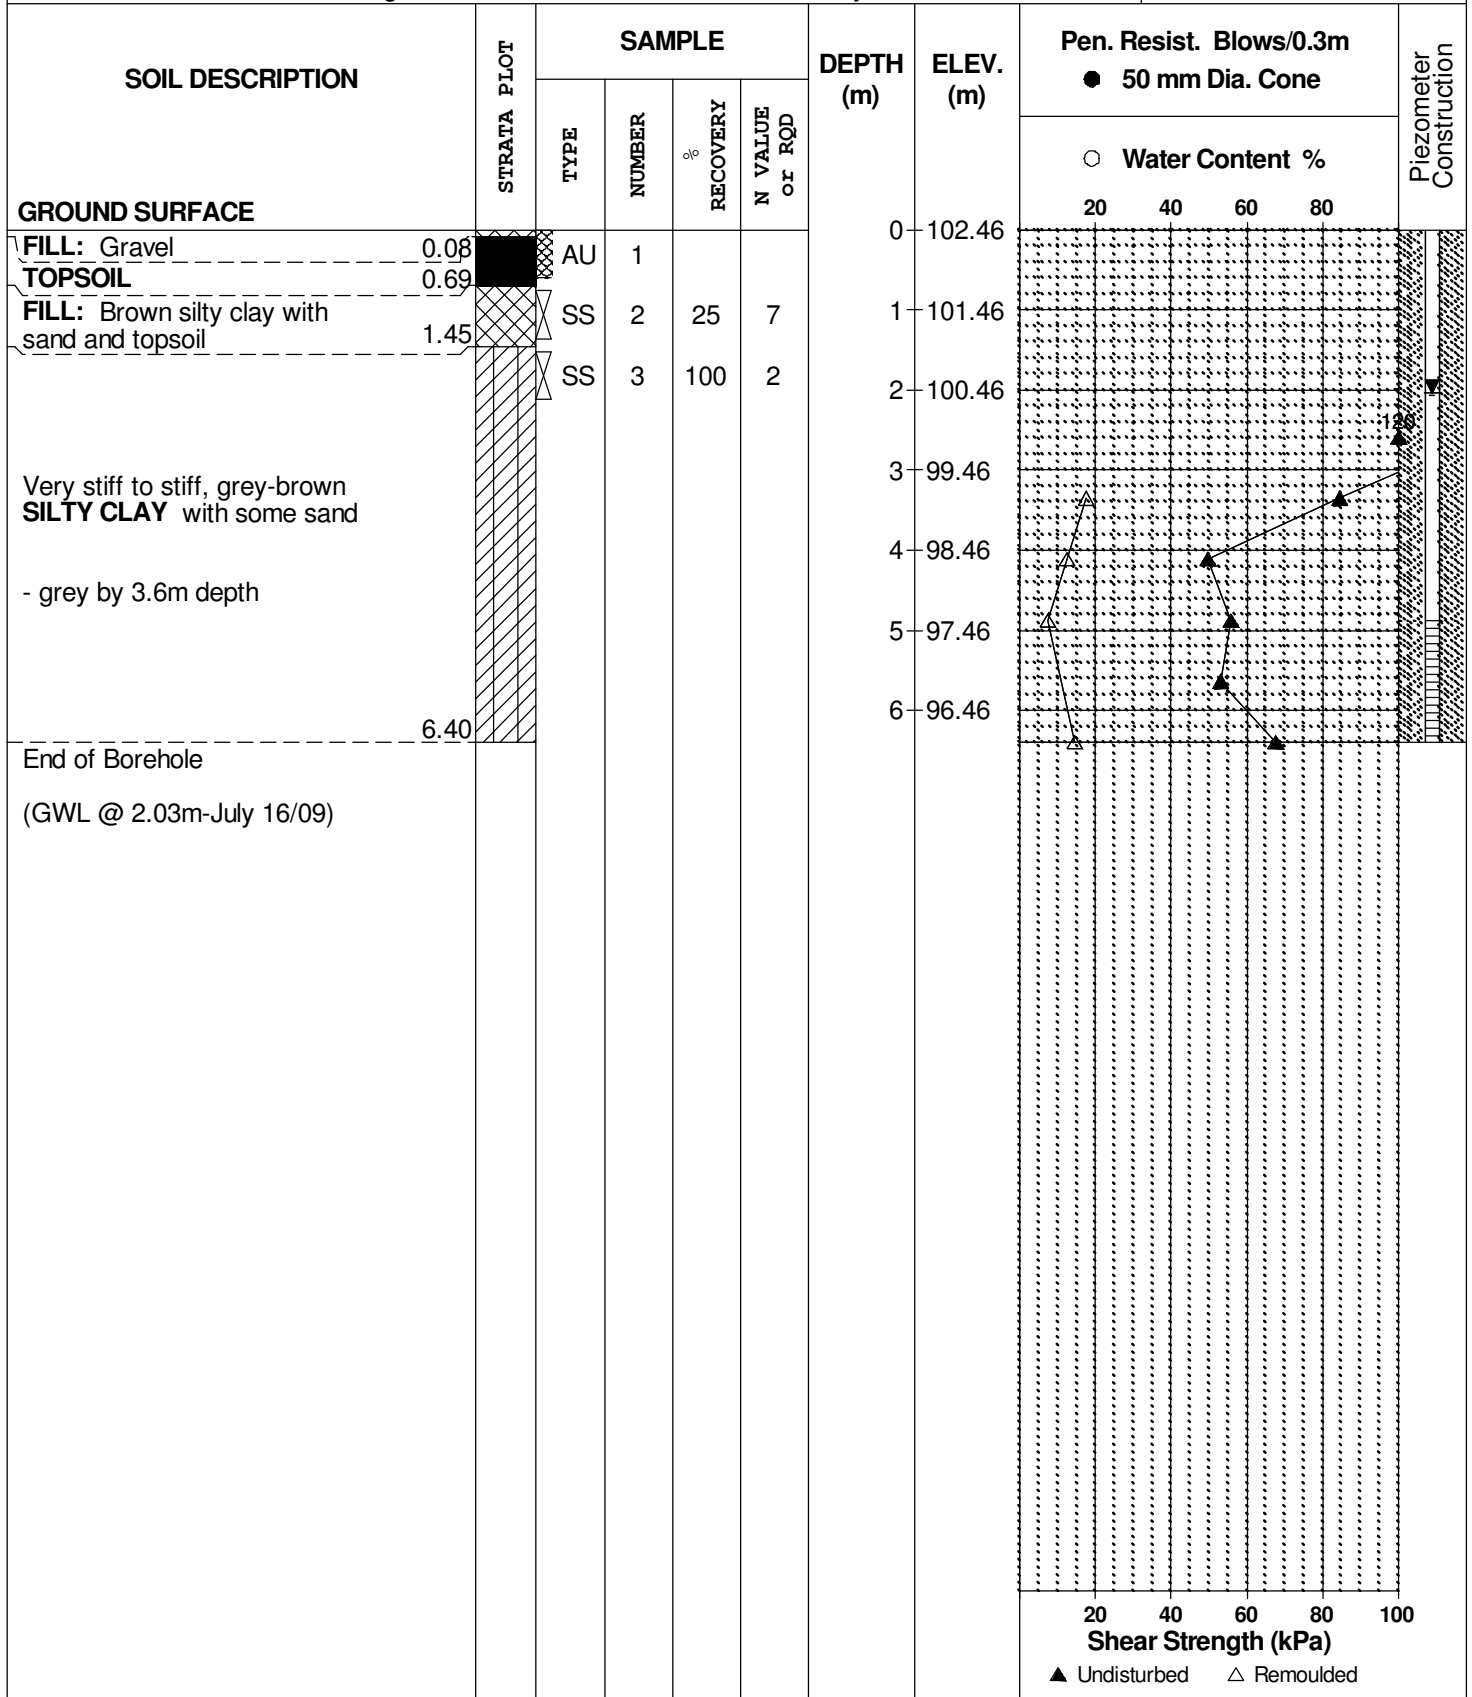 SOIL DESCRIPTION
STRATA PLOT
SAMPLE
TYPE
NUMBER
% RECOVERY
N VALUE or RQD
DEPTH (m)
ELEV. (m)
Pen. Resist. Blows/0.3m
● 50 mm Dia. Cone
○ Water Content %
20 40 60 80
Piezometer Construction
GROUND SURFACE
0 102.46
FILL: Gravel 0.08
AU 1
TOPSOIL 0.69
FILL: Brown silty clay with
sand and topsoil 1.45
SS 2 25 7
1 101.46
SS 3 100 2
2 100.46
3 99.46
Very stiff to stiff, grey-brown
SILTY CLAY with some sand
4 98.46
- grey by 3.6m depth
5 97.46
6 96.46
6.40
End of Borehole
(GWL @ 2.03m-July 16/09)
20 40 60 80 100
Shear Strength (kPa)
▲ Undisturbed △ Remoulded